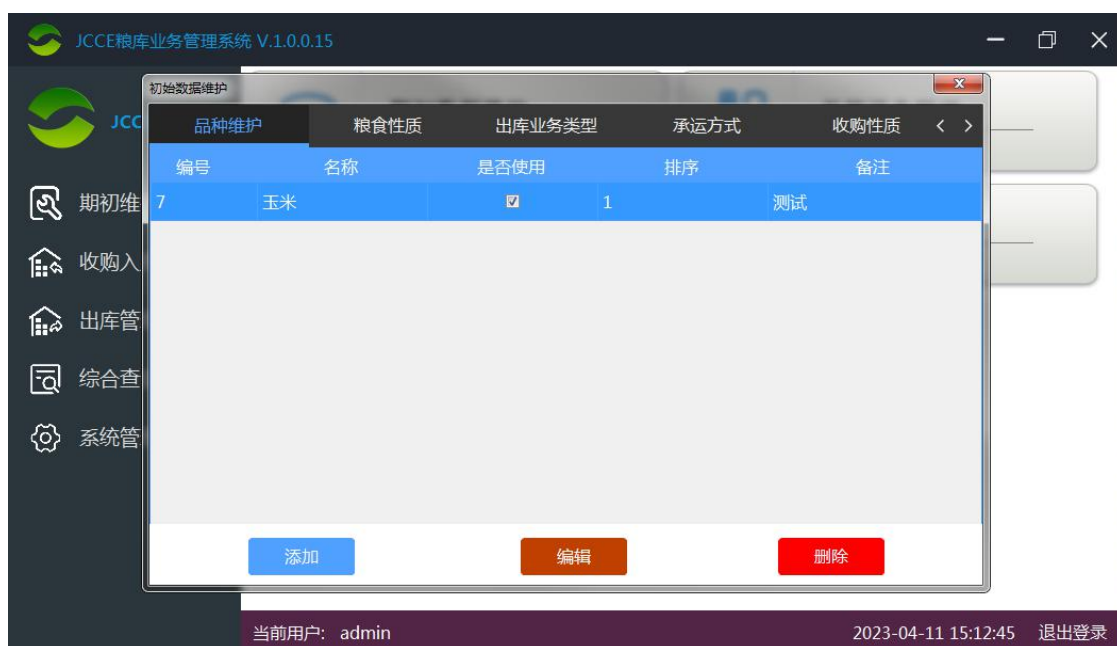 JCCE粮库业务管理系统 V.1.0.0.15
初始数据维护
JCC
品种维护 粮食性质 出库业务类型 承运方式 收购性质
编号 名称 是否使用 排序 备注
7 玉米 1 测试
期初维
收购入
出库管
综合查
系统管
添加 编辑 删除
当前用户: admin 2023-04-11 15:12:45 退出登录